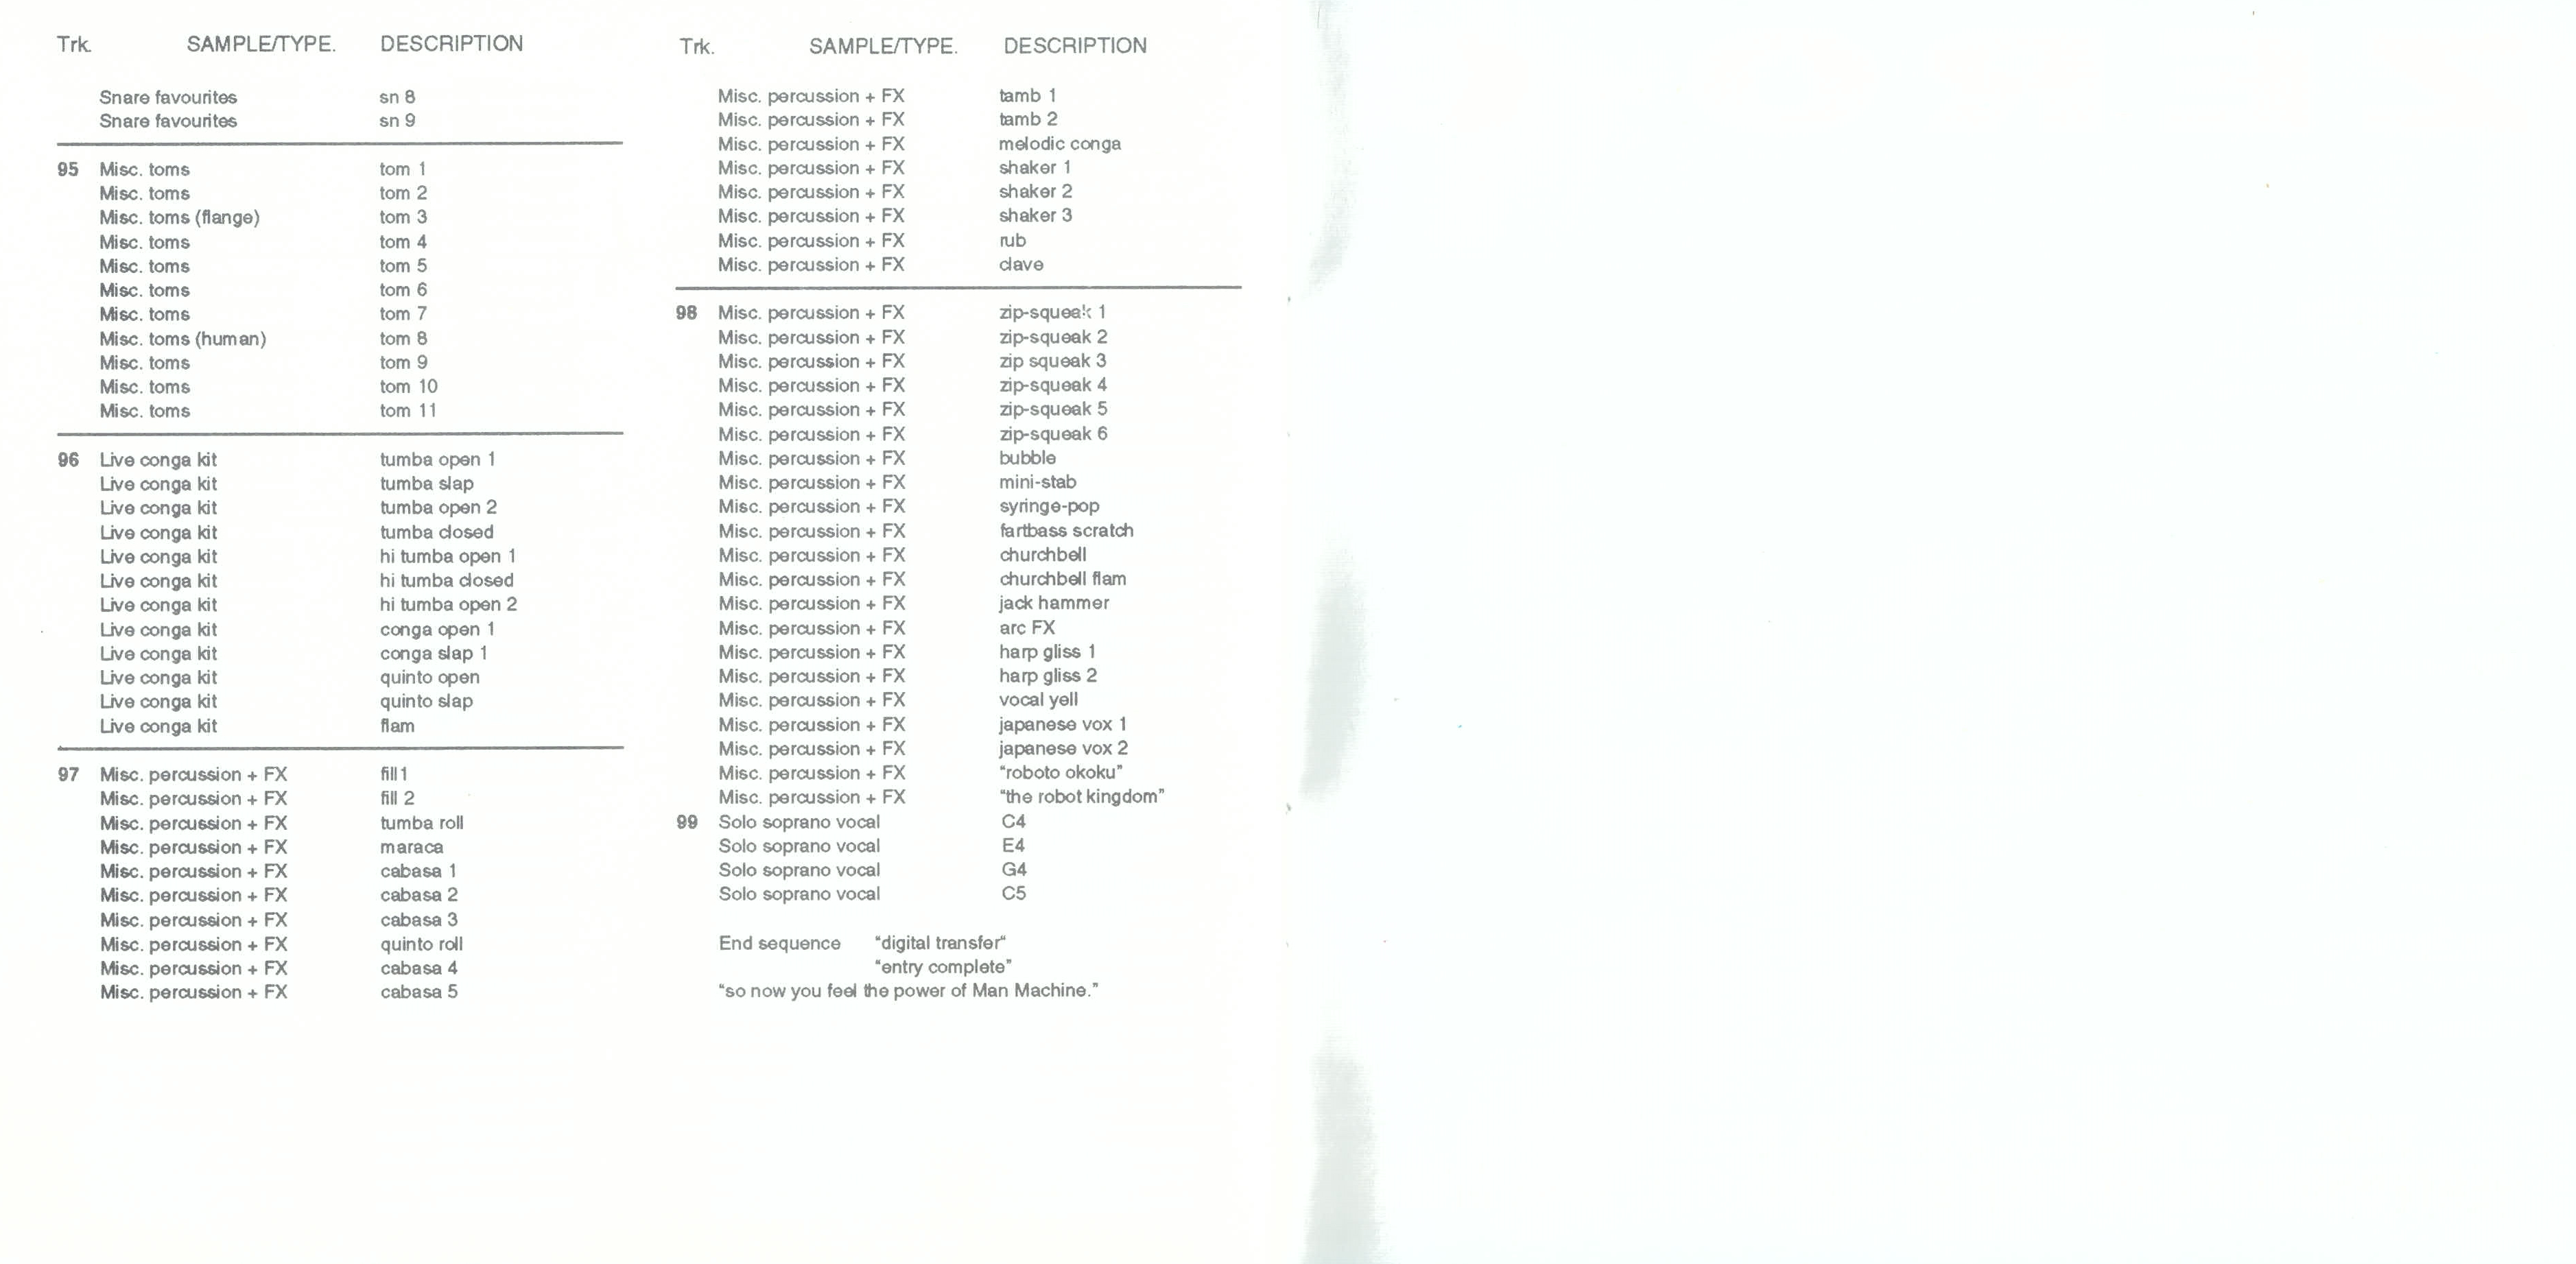 Trk. SAMPLE/TYPE. DESCRIPTION
Snare favourites sn 8
Snare favourites sn 9
95 Misc. toms tom 1
Misc. toms tom 2
Misc. toms (flange) tom 3
Misc. toms tom 4
Misc. toms tom 5
Misc. toms tom 6
Misc. toms tom 7
Misc. toms (human) tom 8
Misc. toms tom 9
Misc. toms tom 10
Misc. toms tom 11
96 Live conga kit tumba open 1
Live conga kit tumba slap
Live conga kit tumba open 2
Live conga kit tumba closed
Live conga kit hi tumba open 1
Live conga kit hi tumba closed
Live conga kit hi tumba open 2
Live conga kit conga open 1
Live conga kit conga slap 1
Live conga kit quinto open
Live conga kit quinto slap
Live conga kit flam
97 Misc. percussion + FX fill1
Misc. percussion + FX fill 2
Misc. percussion + FX tumba roll
Misc. percussion + FX maraca
Misc. percussion + FX cabasa 1
Misc. percussion + FX cabasa 2
Misc. percussion + FX cabasa 3
Misc. percussion + FX quinto roll
Misc. percussion + FX cabasa 4
Misc. percussion + FX cabasa 5
Trk. SAMPLE/TYPE. DESCRIPTION
Misc. percussion + FX tamb 1
Misc. percussion + FX tamb 2
Misc. percussion + FX melodic conga
Misc. percussion + FX shaker 1
Misc. percussion + FX shaker 2
Misc. percussion + FX shaker 3
Misc. percussion + FX rub
Misc. percussion + FX clave
98 Misc. percussion + FX zip-squeak 1
Misc. percussion + FX zip-squeak 2
Misc. percussion + FX zip squeak 3
Misc. percussion + FX zip-squeak 4
Misc. percussion + FX zip-squeak 5
Misc. percussion + FX zip-squeak 6
Misc. percussion + FX bubble
Misc. percussion + FX mini-stab
Misc. percussion + FX syringe-pop
Misc. percussion + FX fartbass scratch
Misc. percussion + FX churchbell
Misc. percussion + FX churchbell flam
Misc. percussion + FX jack hammer
Misc. percussion + FX arc FX
Misc. percussion + FX harp gliss 1
Misc. percussion + FX harp gliss 2
Misc. percussion + FX vocal yell
Misc. percussion + FX japanese vox 1
Misc. percussion + FX japanese vox 2
Misc. percussion + FX “roboto okoku”
Misc. percussion + FX “the robot kingdom”
99 Solo soprano vocal C4
Solo soprano vocal E4
Solo soprano vocal G4
Solo soprano vocal C5
End sequence “digital transfer“
“entry complete”
“so now you feel the power of Man Machine.”